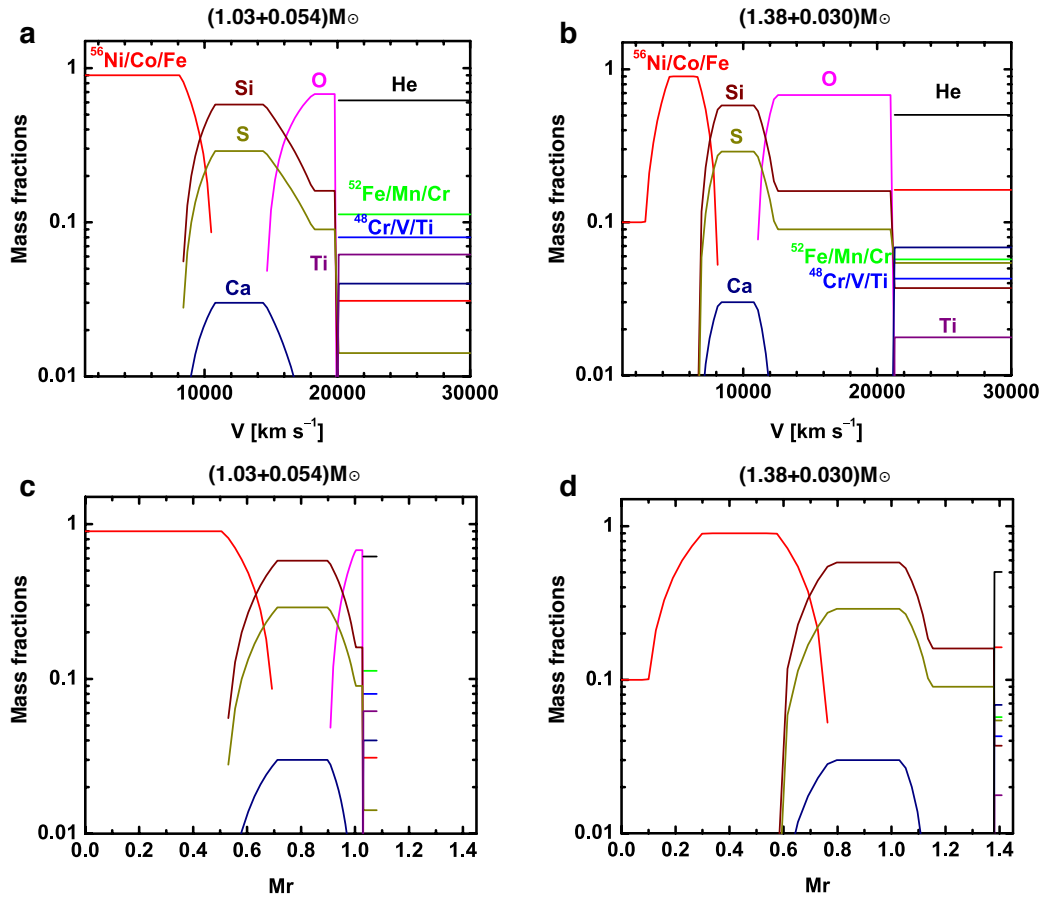 a
(1.03+0.054)M☉
⁵⁶Ni/Co/Fe
Si
S
O
He
⁵²Fe/Mn/Cr
⁴⁸Cr/V/Ti
Ti
Ca
1
0.1
0.01
Mass fractions
10000 20000 30000
V [km s⁻¹]
b
(1.38+0.030)M☉
⁵⁶Ni/Co/Fe
Si
S
O
He
⁵²Fe/Mn/Cr
⁴⁸Cr/V/Ti
Ti
Ca
1
0.1
0.01
Mass fractions
10000 20000 30000
V [km s⁻¹]
c
(1.03+0.054)M☉
1
0.1
0.01
Mass fractions
0.0 0.2 0.4 0.6 0.8 1.0 1.2 1.4
Mr
d
(1.38+0.030)M☉
1
0.1
0.01
Mass fractions
0.0 0.2 0.4 0.6 0.8 1.0 1.2 1.4
Mr